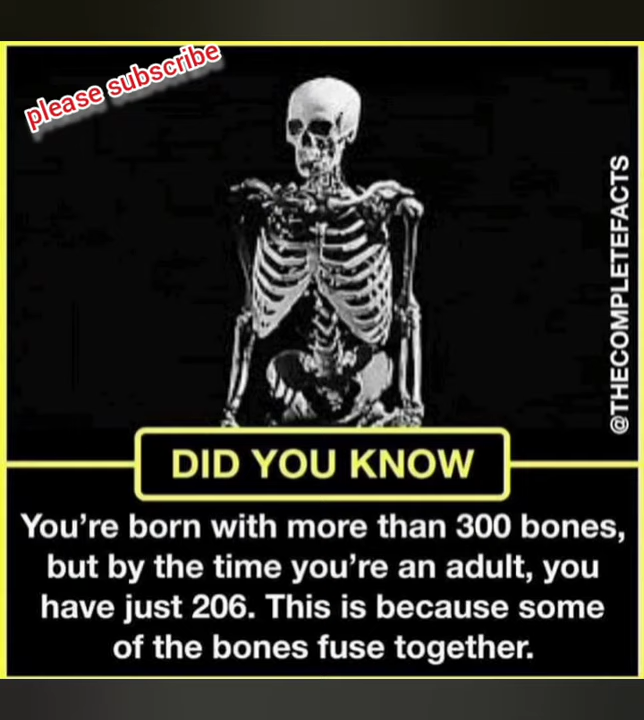 please subscribe
@THECOMPLETEFACTS
DID YOU KNOW
You're born with more than 300 bones,
but by the time you're an adult, you
have just 206. This is because some
of the bones fuse together.